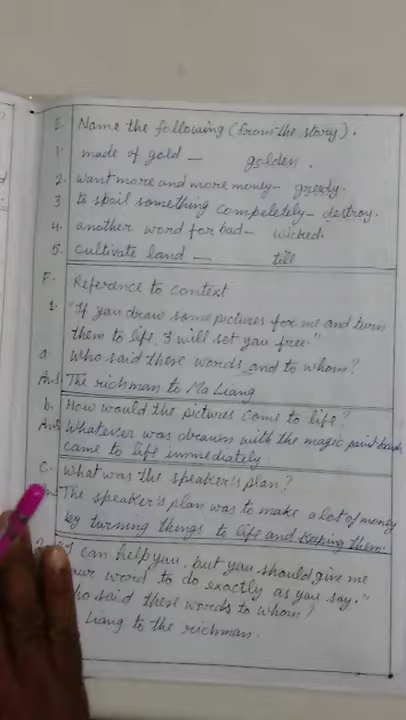 E. Name the following (from the story).
1. made of gold — golden.
2. want more and more money— greedy.
3. to spoil something compeletely— destroy.
4. another word for bad— wicked.
5. cultivate land — till
F. Reference to context
1. "If you draw some pictures for me and turn
them to life, I will set you free."
a. Who said these words and to whom?
Ans The richman to Ma Liang
b. How would the pictures come to life?
Ans Whatever was drawn with the magic paint brush
came to life immediately.
c. What was the speaker's plan?
The speaker's plan was to make a lot of money
by turning things to life and keeping them.
I can help you, but you should give me
your word to do exactly as you say."
who said these words to whom?
Liang to the richman.